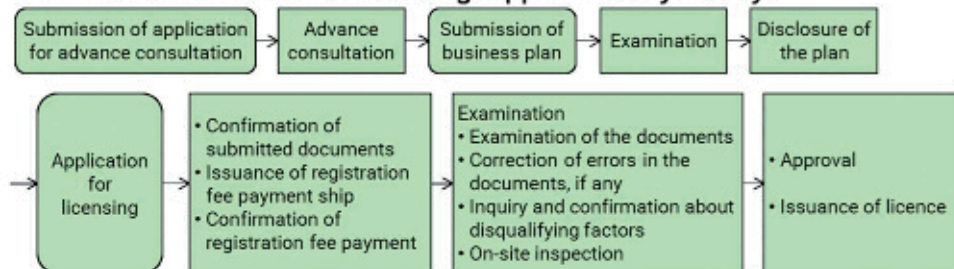 Submission of application
for advance consultation
Advance
consultation
Submission of
business plan
Examination
Disclosure of
the plan
Application
for
licensing
• Confirmation of
submitted documents
• Issuance of registration
fee payment ship
• Confirmation of
registration fee payment
Examination
• Examination of the documents
• Correction of errors in the
documents, if any
• Inquiry and confirmation about
disqualifying factors
• On-site inspection
• Approval
• Issuance of licence